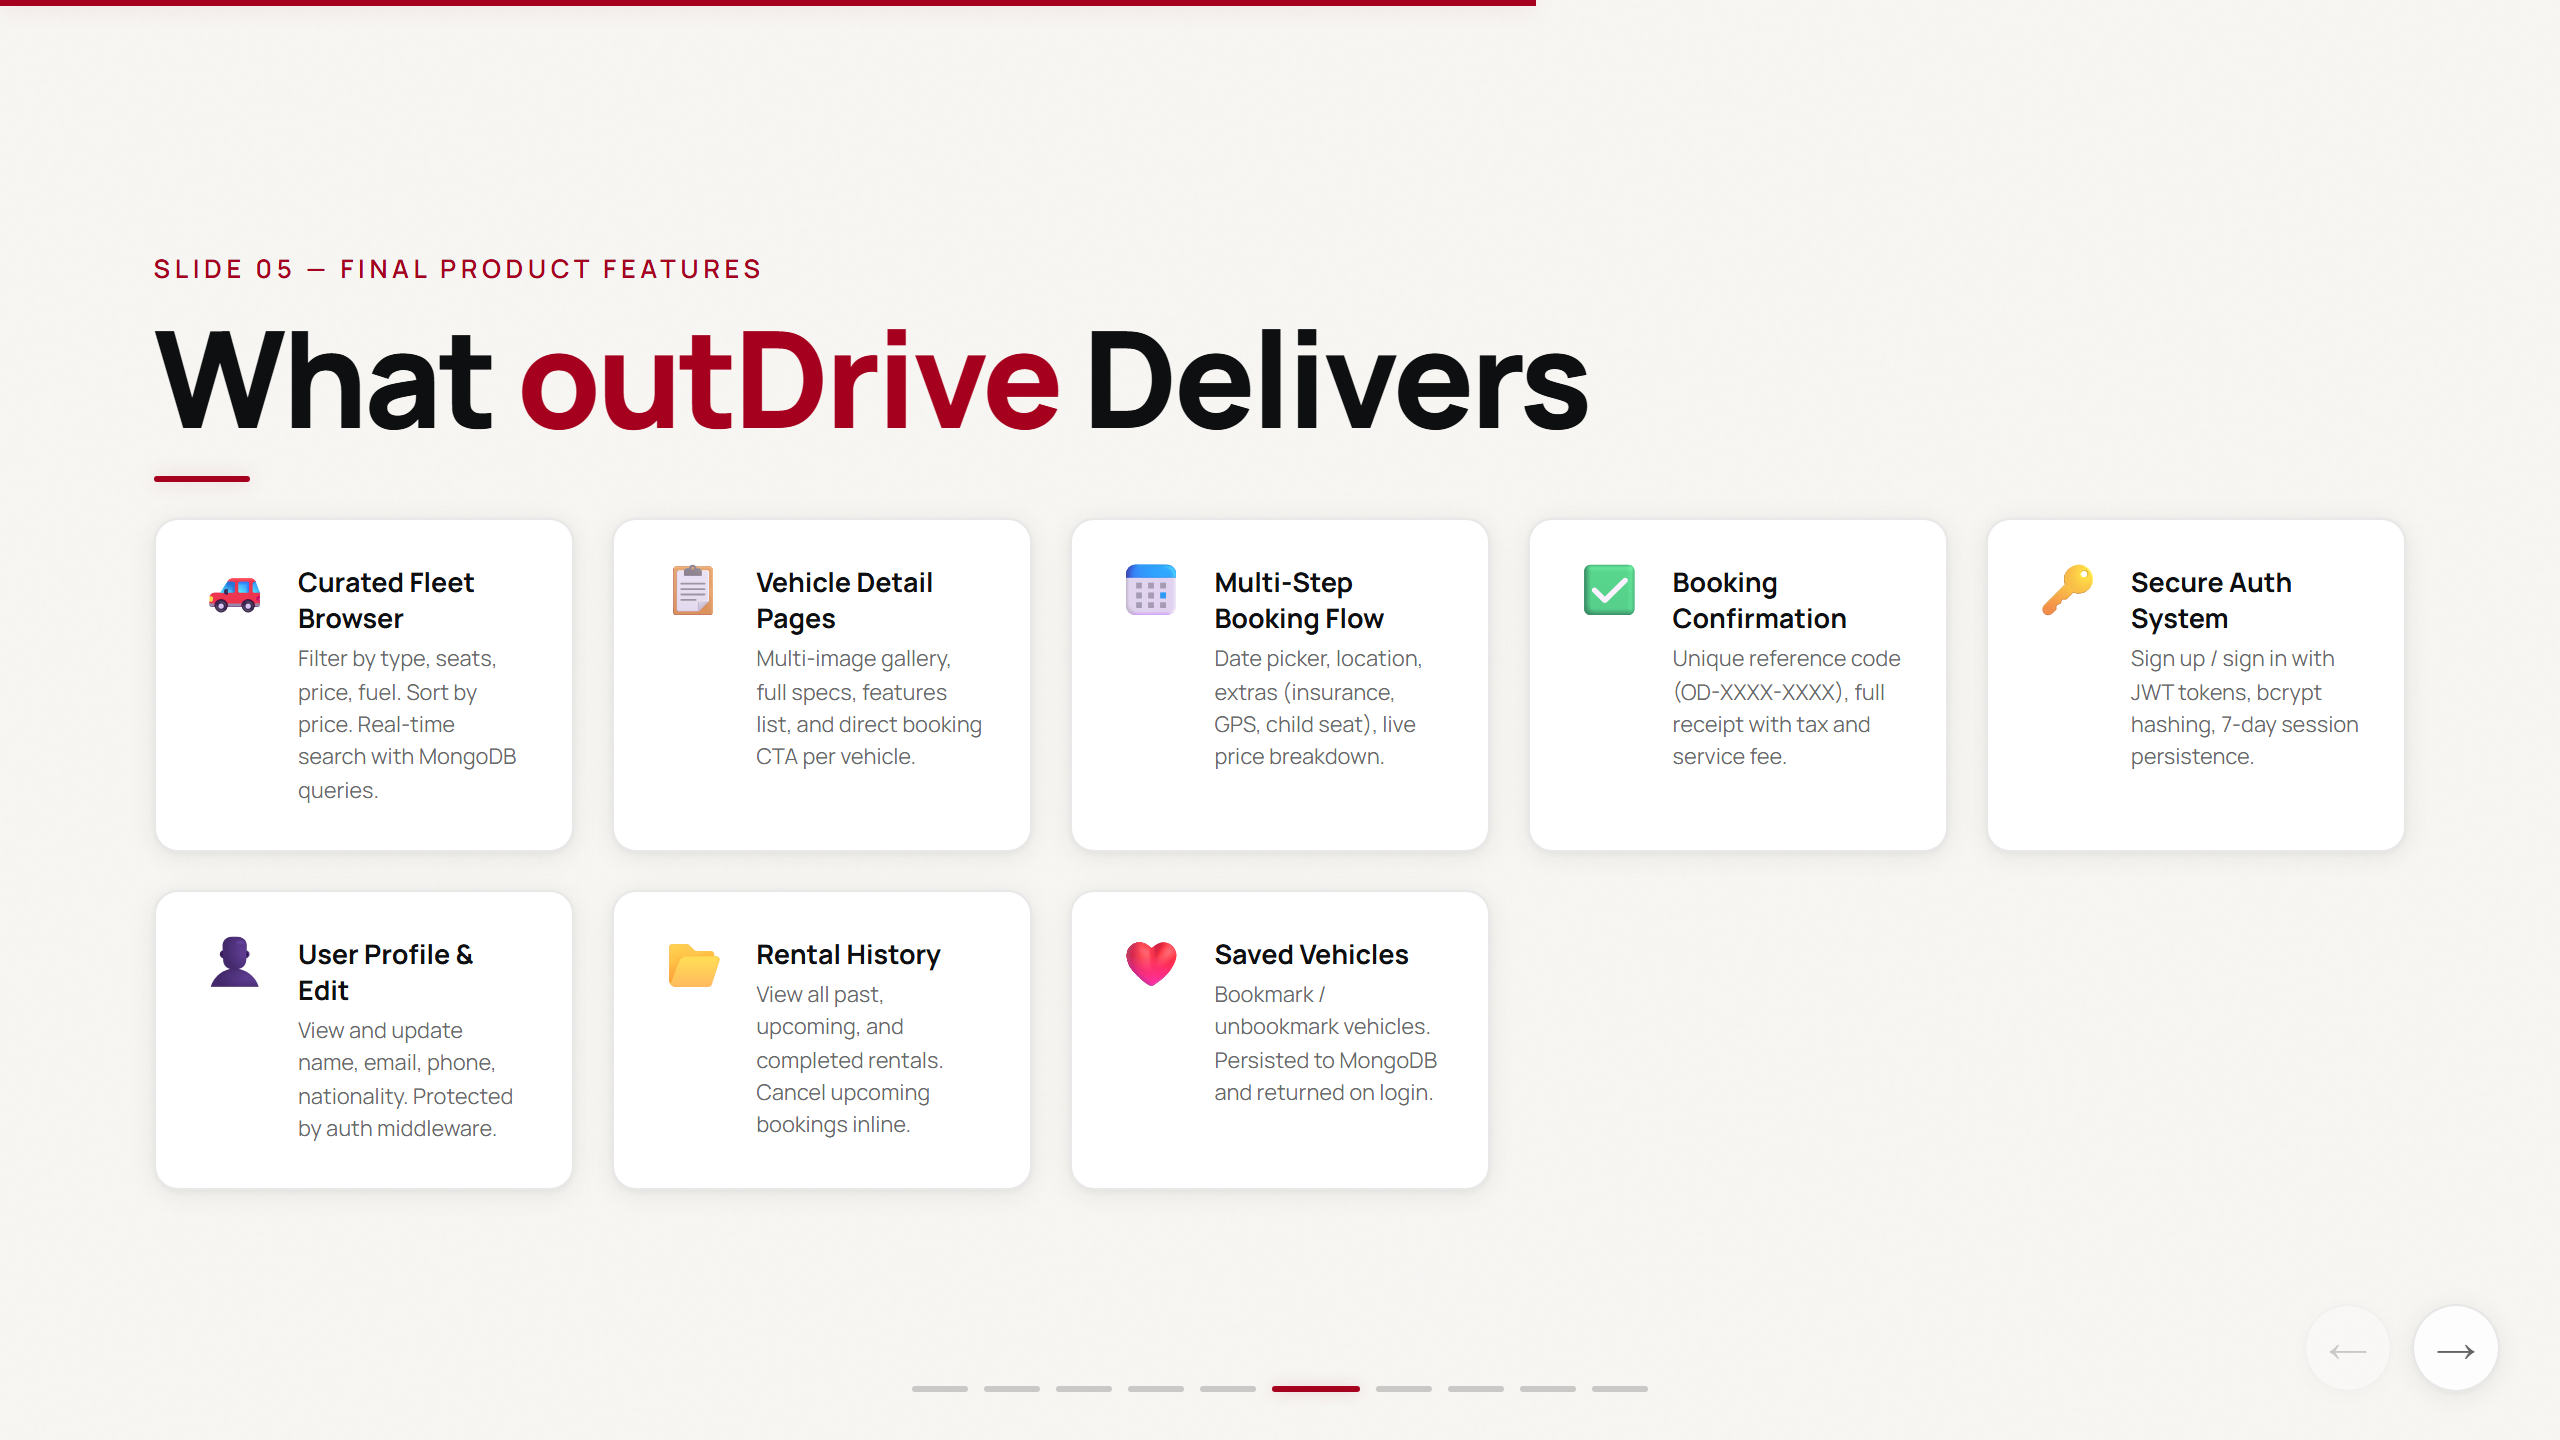 SLIDE 05 — FINAL PRODUCT FEATURES
What outDrive Delivers
Curated Fleet
Browser
Filter by type, seats,
price, fuel. Sort by
price. Real-time
search with MongoDB
queries.
Vehicle Detail
Pages
Multi-image gallery,
full specs, features
list, and direct booking
CTA per vehicle.
Multi-Step
Booking Flow
Date picker, location,
extras (insurance,
GPS, child seat), live
price breakdown.
Booking
Confirmation
Unique reference code
(OD-XXXX-XXXX), full
receipt with tax and
service fee.
Secure Auth
System
Sign up / sign in with
JWT tokens, bcrypt
hashing, 7-day session
persistence.
User Profile &
Edit
View and update
name, email, phone,
nationality. Protected
by auth middleware.
Rental History
View all past,
upcoming, and
completed rentals.
Cancel upcoming
bookings inline.
Saved Vehicles
Bookmark /
unbookmark vehicles.
Persisted to MongoDB
and returned on login.
← →